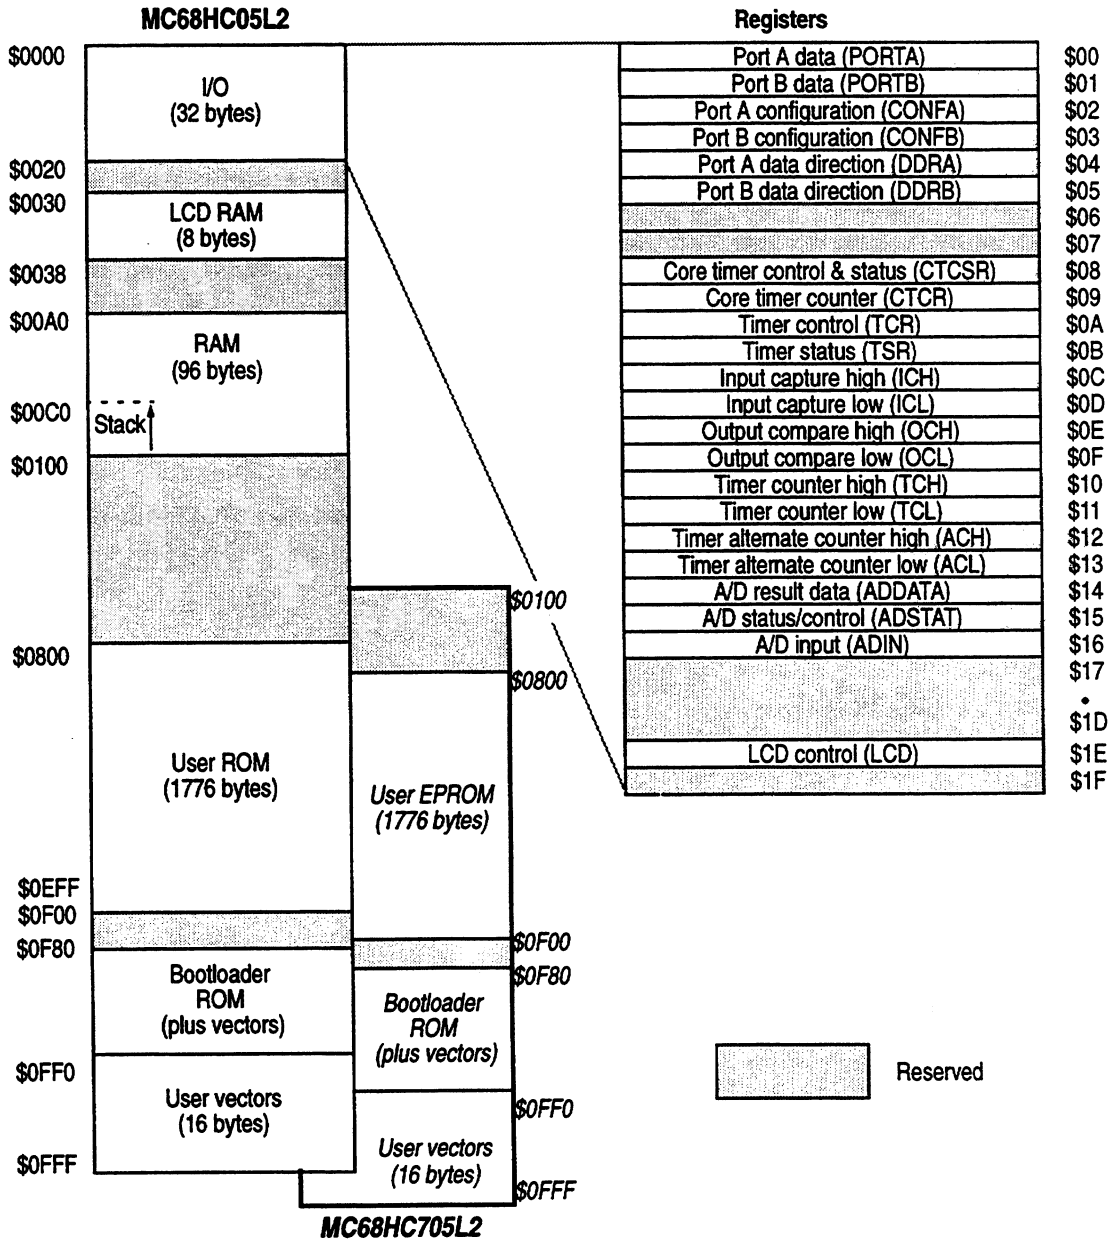 MC68HC05L2
$0000
I/O
(32 bytes)
$0020
$0030
LCD RAM
(8 bytes)
$0038
$00A0
RAM
(96 bytes)
$00C0
Stack
$0100
$0800
User ROM
(1776 bytes)
$0EFF
$0F00
$0F80
Bootloader
ROM
(plus vectors)
$0FF0
User vectors
(16 bytes)
$0FFF
$0100
$0800
User EPROM
(1776 bytes)
$0F00
$0F80
Bootloader
ROM
(plus vectors)
$0FF0
User vectors
(16 bytes)
$0FFF
MC68HC705L2
Registers
Port A data (PORTA) $00
Port B data (PORTB) $01
Port A configuration (CONFA) $02
Port B configuration (CONFB) $03
Port A data direction (DDRA) $04
Port B data direction (DDRB) $05
$06
$07
Core timer control & status (CTCSR) $08
Core timer counter (CTCR) $09
Timer control (TCR) $0A
Timer status (TSR) $0B
Input capture high (ICH) $0C
Input capture low (ICL) $0D
Output compare high (OCH) $0E
Output compare low (OCL) $0F
Timer counter high (TCH) $10
Timer counter low (TCL) $11
Timer alternate counter high (ACH) $12
Timer alternate counter low (ACL) $13
A/D result data (ADDATA) $14
A/D status/control (ADSTAT) $15
A/D input (ADIN) $16
$17
•
$1D
LCD control (LCD) $1E
$1F
Reserved